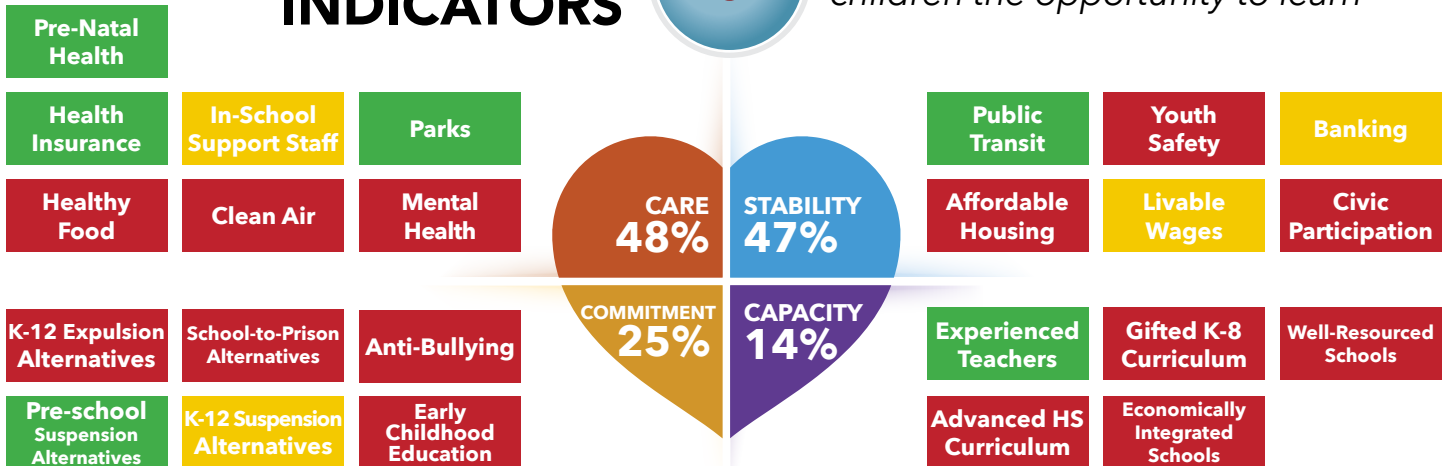 INDICATORS
children the opportunity to learn
Pre-Natal
Health
Health
Insurance
In-School
Support Staff
Parks
Healthy
Food
Clean Air
Mental
Health
CARE
48%
STABILITY
47%
Public
Transit
Youth
Safety
Banking
Affordable
Housing
Livable
Wages
Civic
Participation
K-12 Expulsion
Alternatives
School-to-Prison
Alternatives
Anti-Bullying
Pre-school
Suspension
Alternatives
K-12 Suspension
Alternatives
Early
Childhood
Education
COMMITMENT
25%
CAPACITY
14%
Experienced
Teachers
Gifted K-8
Curriculum
Well-Resourced
Schools
Advanced HS
Curriculum
Economically
Integrated
Schools